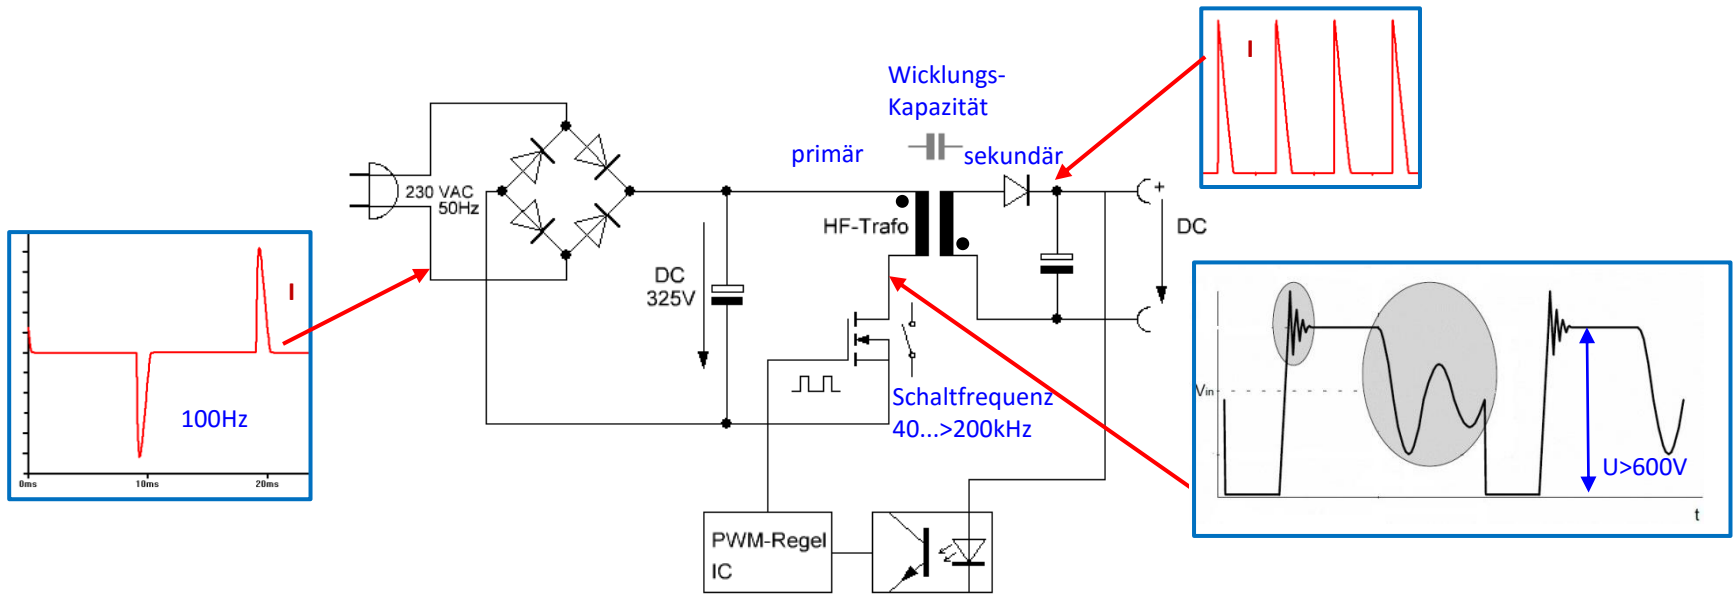 Wicklungs-
Kapazität
primär
sekundär
I
230 VAC
50Hz
HF-Trafo
+
DC
DC
325V
I
100Hz
0ms
10ms
20ms
Schaltfrequenz
40...>200kHz
Vin
U>600V
t
PWM-Regel
IC